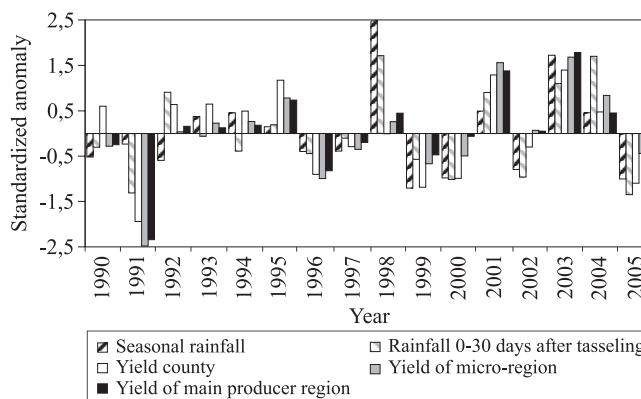 Standardized anomaly
2,5
1,5
0,5
-0,5
-1,5
-2,5
1990 1991 1992 1993 1994 1995 1996 1997 1998 1999 2000 2001 2002 2003 2004 2005
Year
Seasonal rainfall Rainfall 0-30 days after tasseling
Yield county Yield of micro-region
Yield of main producer region